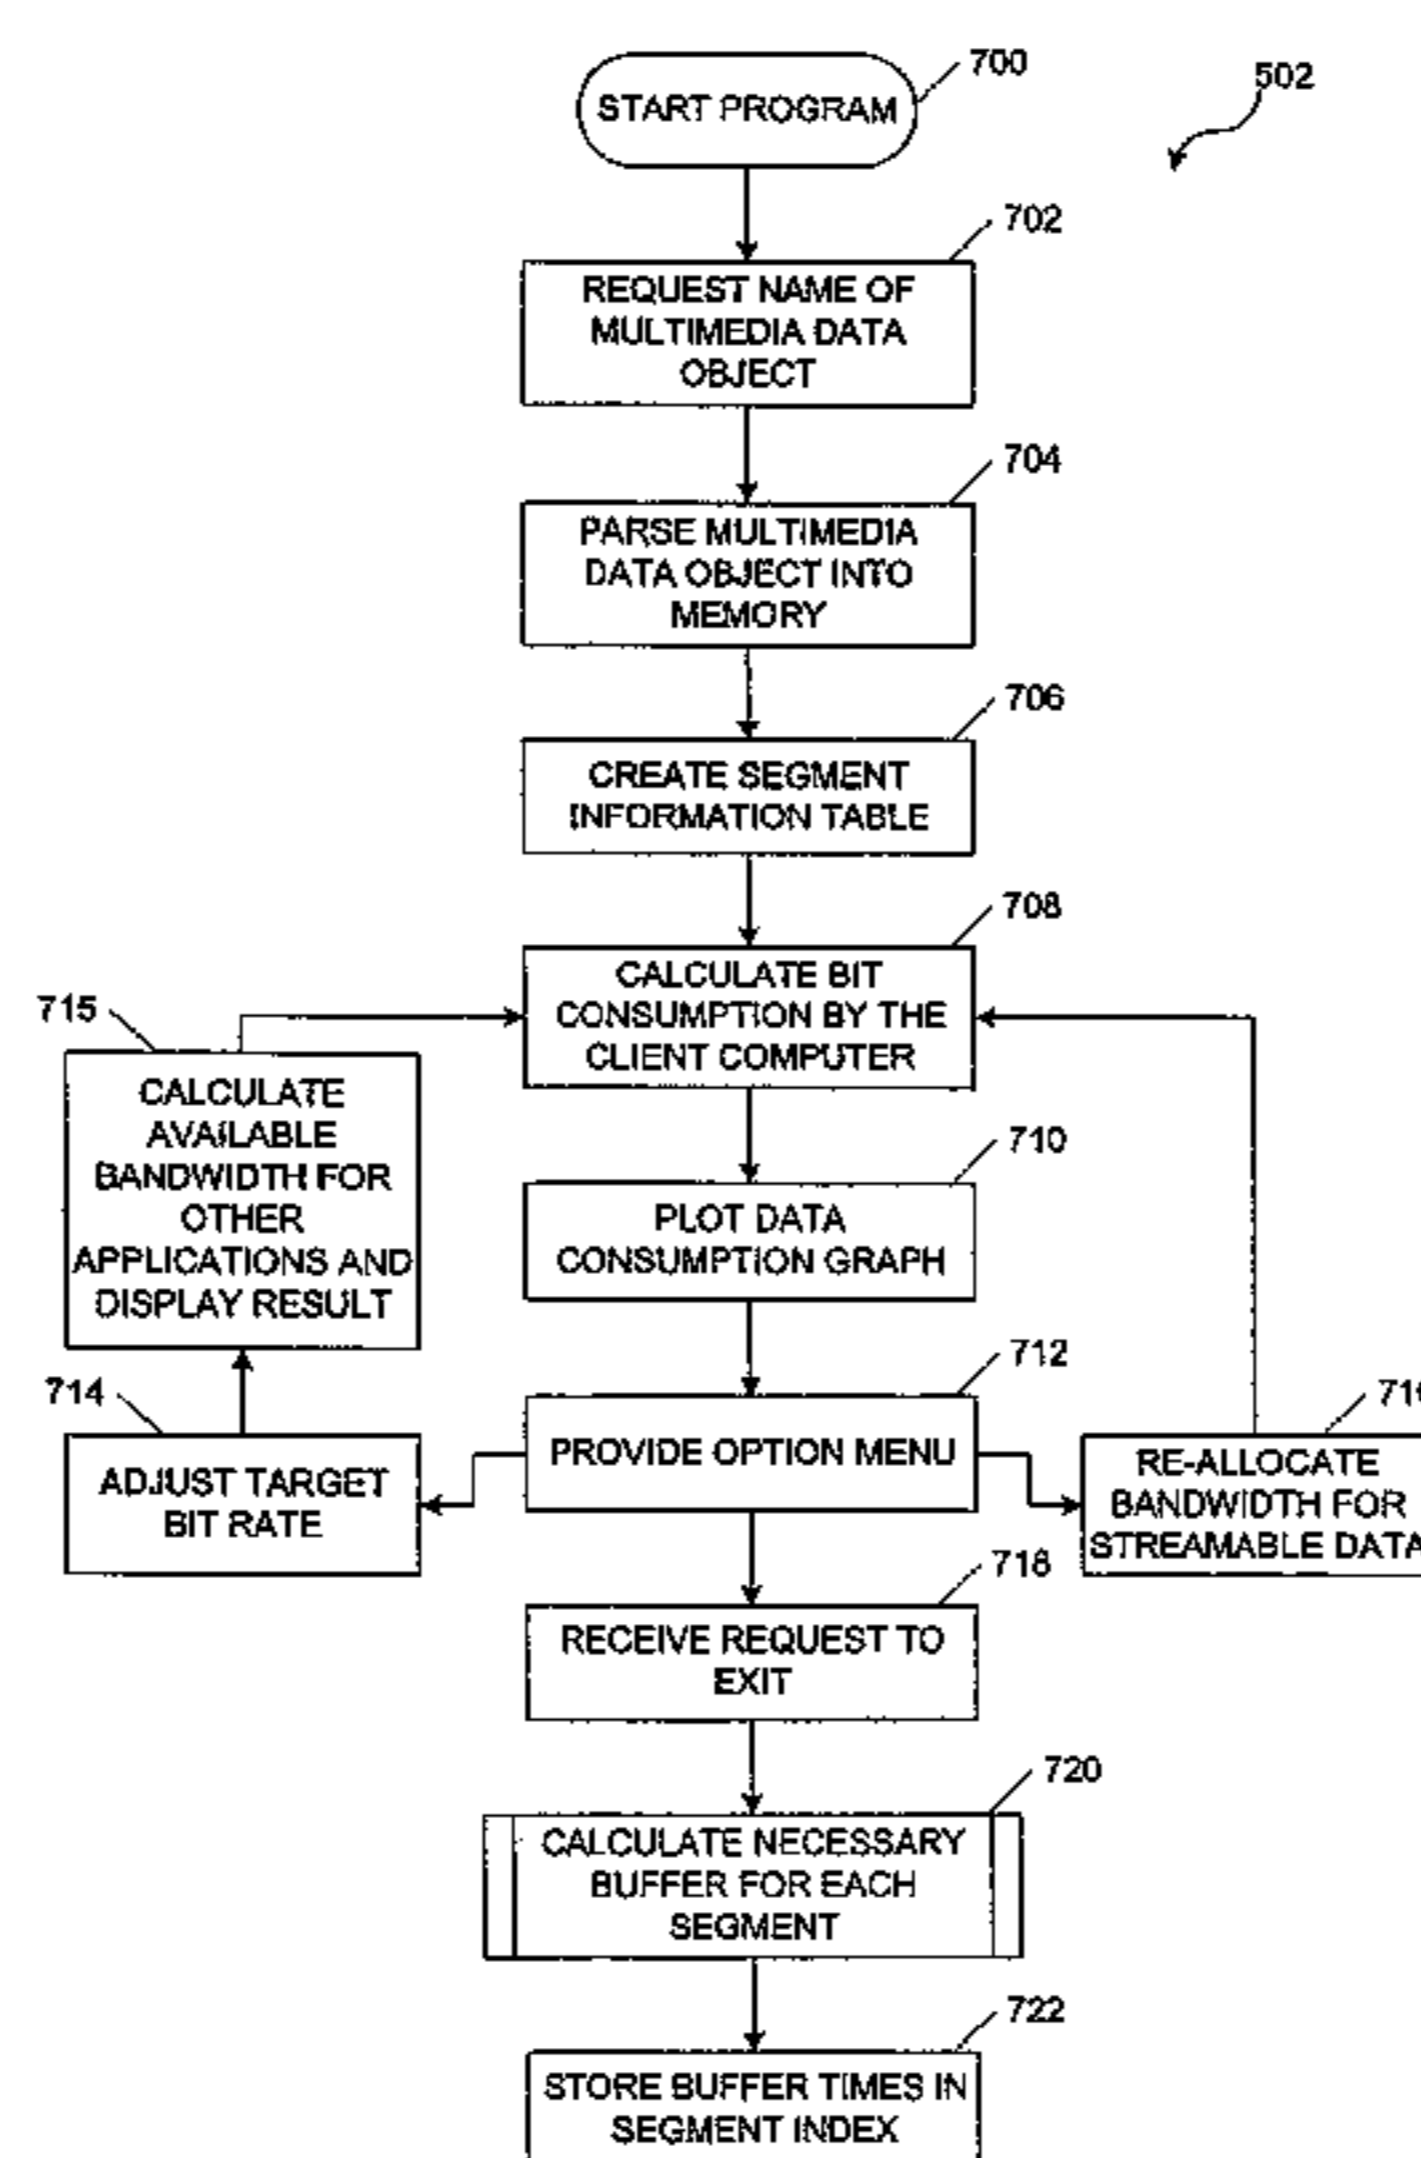 700
START PROGRAM
502
702
REQUEST NAME OF
MULTIMEDIA DATA
OBJECT
704
PARSE MULTIMEDIA
DATA OBJECT INTO
MEMORY
706
CREATE SEGMENT
INFORMATION TABLE
708
CALCULATE BIT
CONSUMPTION BY THE
CLIENT COMPUTER
715
CALCULATE
AVAILABLE
BANDWIDTH FOR
OTHER
APPLICATIONS AND
DISPLAY RESULT
710
PLOT DATA
CONSUMPTION GRAPH
712
PROVIDE OPTION MENU
714
ADJUST TARGET
BIT RATE
RE-ALLOCATE
BANDWIDTH FOR
STREAMABLE DATA
718
RECEIVE REQUEST TO
EXIT
720
CALCULATE NECESSARY
BUFFER FOR EACH
SEGMENT
722
STORE BUFFER TIMES IN
SEGMENT INDEX